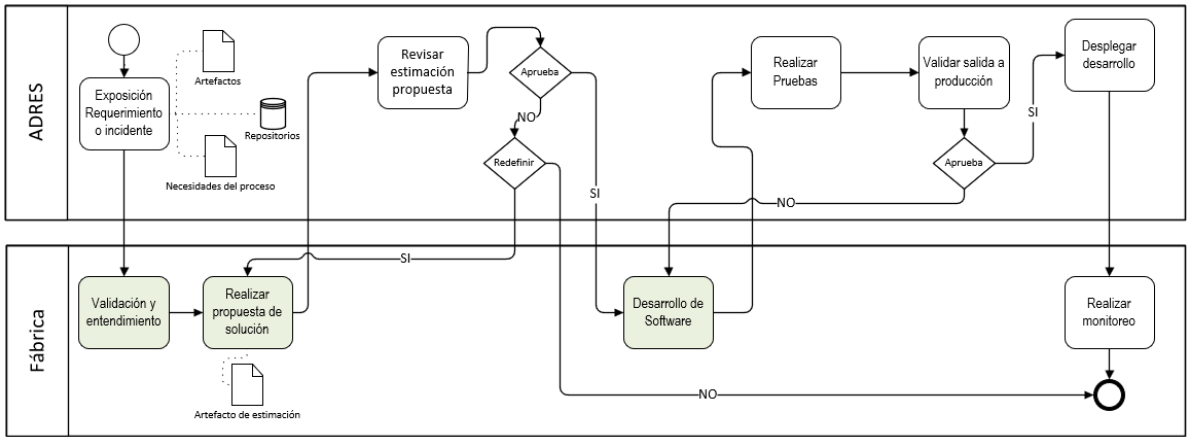 ADRES
Exposición
Requerimiento
o incidente
Artefactos
Repositorios
Necesidades del proceso
Revisar
estimación
propuesta
Aprueba
NO
Redefinir
SI
SI
Realizar
Pruebas
Validar salida a
producción
Aprueba
SI
NO
Desplegar
desarrollo
Fábrica
Validación y
entendimiento
Realizar
propuesta de
solución
Artefacto de estimación
Desarrollo de
Software
NO
Realizar
monitoreo